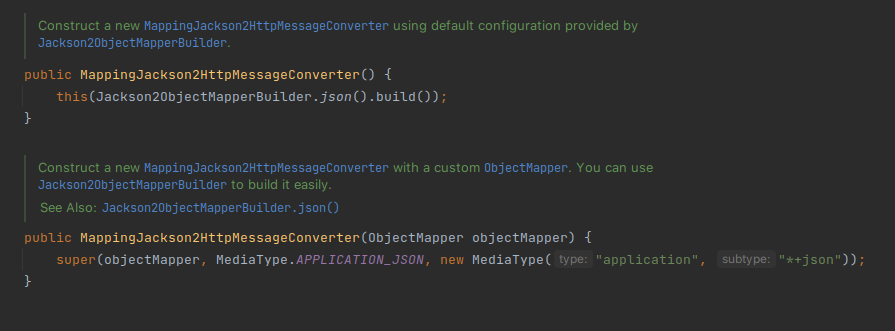 Construct a new MappingJackson2HttpMessageConverter using default configuration provided by
Jackson2ObjectMapperBuilder.
public MappingJackson2HttpMessageConverter() {
this(Jackson2ObjectMapperBuilder.json().build());
}
Construct a new MappingJackson2HttpMessageConverter with a custom ObjectMapper. You can use
Jackson2ObjectMapperBuilder to build it easily.
See Also: Jackson2ObjectMapperBuilder.json()
public MappingJackson2HttpMessageConverter(ObjectMapper objectMapper) {
super(objectMapper, MediaType.APPLICATION_JSON, new MediaType( type: "application", subtype: "*+json"));
}